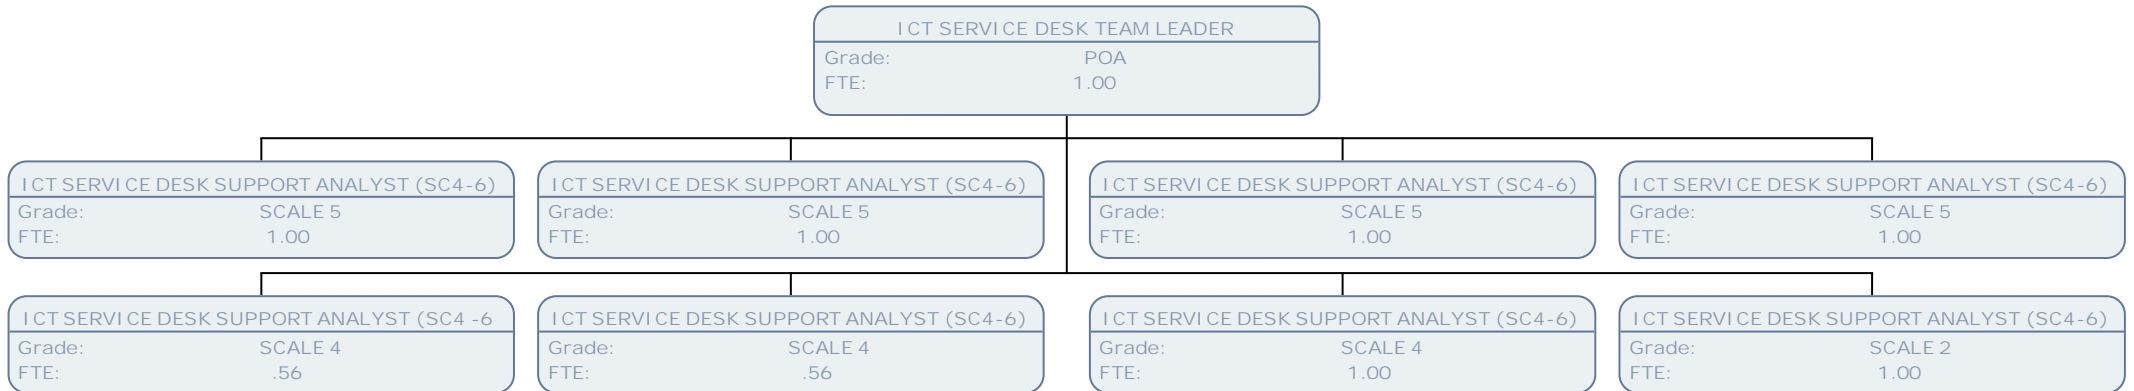 ICT SERVICE DESK TEAM LEADER
Grade: POA
FTE: 1.00
ICT SERVICE DESK SUPPORT ANALYST (SC4-6)
Grade: SCALE 5
FTE: 1.00
ICT SERVICE DESK SUPPORT ANALYST (SC4-6)
Grade: SCALE 5
FTE: 1.00
ICT SERVICE DESK SUPPORT ANALYST (SC4-6)
Grade: SCALE 5
FTE: 1.00
ICT SERVICE DESK SUPPORT ANALYST (SC4-6)
Grade: SCALE 5
FTE: 1.00
ICT SERVICE DESK SUPPORT ANALYST (SC4 -6
Grade: SCALE 4
FTE: .56
ICT SERVICE DESK SUPPORT ANALYST (SC4-6)
Grade: SCALE 4
FTE: .56
ICT SERVICE DESK SUPPORT ANALYST (SC4-6)
Grade: SCALE 4
FTE: 1.00
ICT SERVICE DESK SUPPORT ANALYST (SC4-6)
Grade: SCALE 2
FTE: 1.00